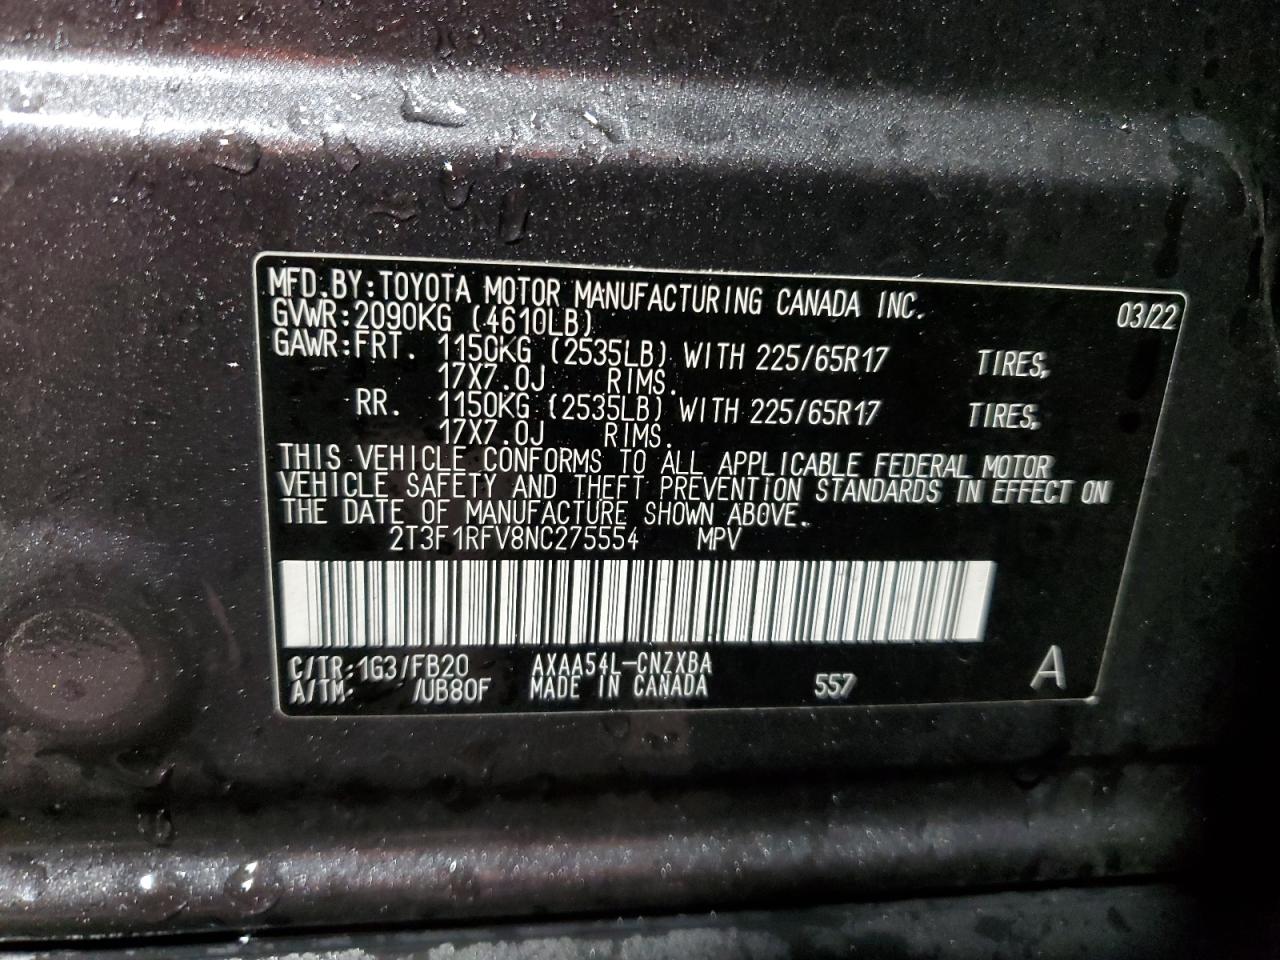 MFD.BY:TOYOTA MOTOR MANUFACTURING CANADA INC. 03/22
GVWR:2090KG (4610LB)
GAWR:FRT. 1150KG (2535LB) WITH 225/65R17 TIRES,
17X7.0J RIMS.
RR. 1150KG (2535LB) WITH 225/65R17 TIRES,
17X7.0J RIMS.
THIS VEHICLE CONFORMS TO ALL APPLICABLE FEDERAL MOTOR
VEHICLE SAFETY AND THEFT PREVENTION STANDARDS IN EFFECT ON
THE DATE OF MANUFACTURE SHOWN ABOVE.
2T3F1RFV8NC275554 MPV
C/TR:1G3/FB20 AXAA54L-CNZXBA
A/TM: /UB80F MADE IN CANADA 557 A